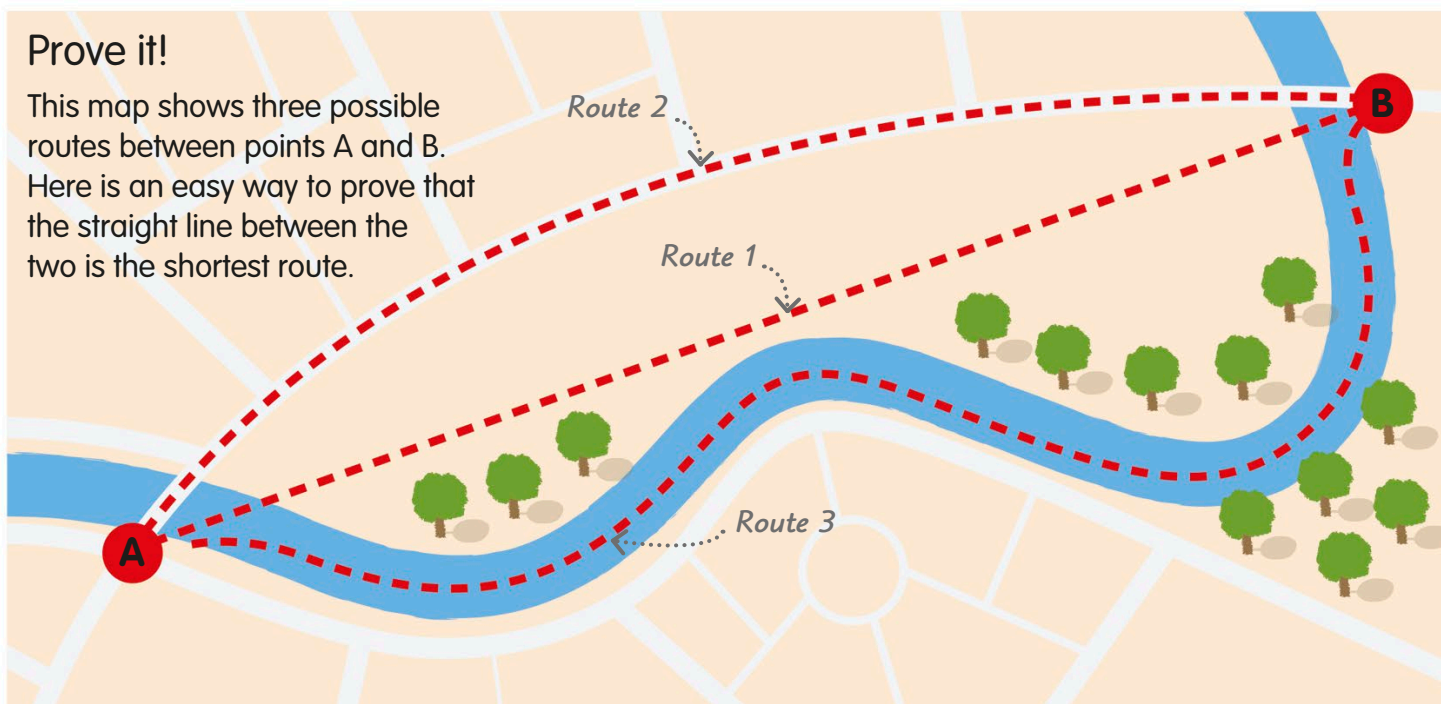 Prove it!
This map shows three possible
routes between points A and B.
Here is an easy way to prove that
the straight line between the
two is the shortest route.
Route 2
B
Route 1
Route 3
A